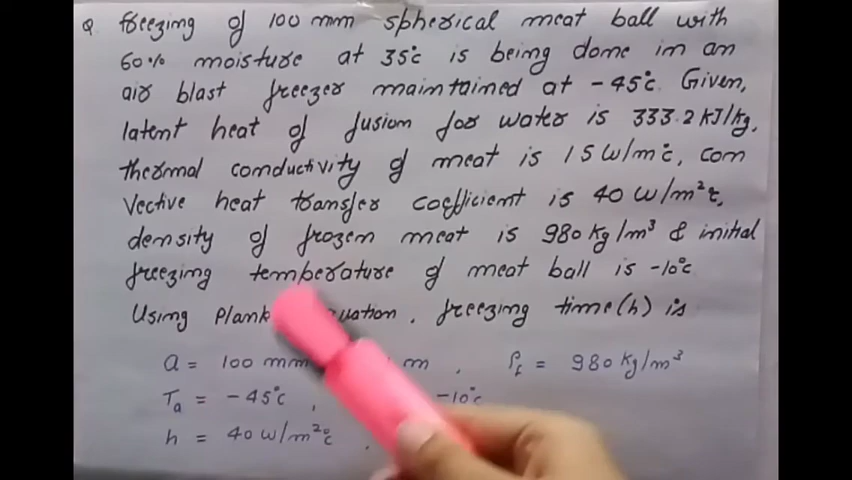 Q Freezing of 100 mm spherical meat ball with
60% moisture at 35°c is being dome in an
air blast freezer maintained at -45°c. Given,
latent heat of fusion for water is 333.2 KJ/kg,
thermal conductivity of meat is 1.5 W/m°c, con
vective heat transfer coefficient is 40 W/m²°c,
density of frozen meat is 980 kg/m³ & initial
freezing temperature of meat ball is -10°c
Using Plank . freezing time (h) is
a = 100 mm m , ρf = 980 kg/m³
Ta = -45°c , -10°c
h = 40 W/m²°c .